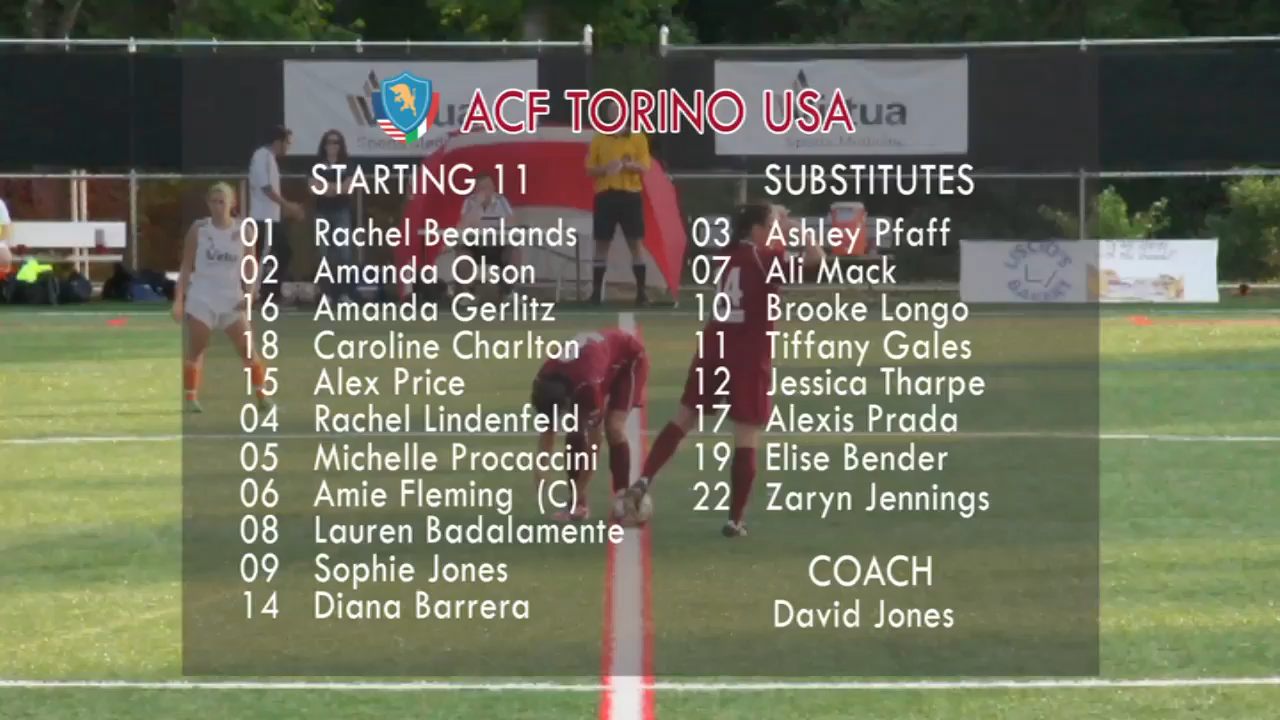 ACF TORINO USA
STARTING 11
01 Rachel Beanlands
02 Amanda Olson
16 Amanda Gerlitz
18 Caroline Charlton
15 Alex Price
04 Rachel Lindenfeld
05 Michelle Procaccini
06 Amie Fleming (C)
08 Lauren Badalamente
09 Sophie Jones
14 Diana Barrera
SUBSTITUTES
03 Ashley Pfaff
07 Ali Mack
10 Brooke Longo
11 Tiffany Gales
12 Jessica Tharpe
17 Alexis Prada
19 Elise Bender
22 Zaryn Jennings
COACH
David Jones
LISCIO'S
BAKERY